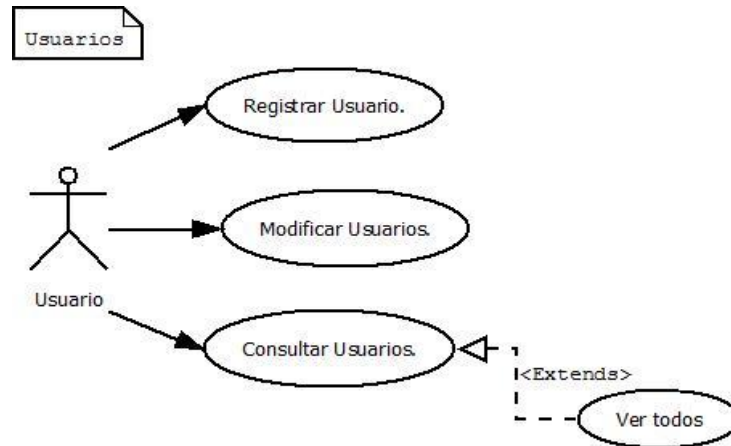 Usuarios
Registrar Usuario.
Modificar Usuarios.
Usuario
Consultar Usuarios.
<Extends>
Ver todos